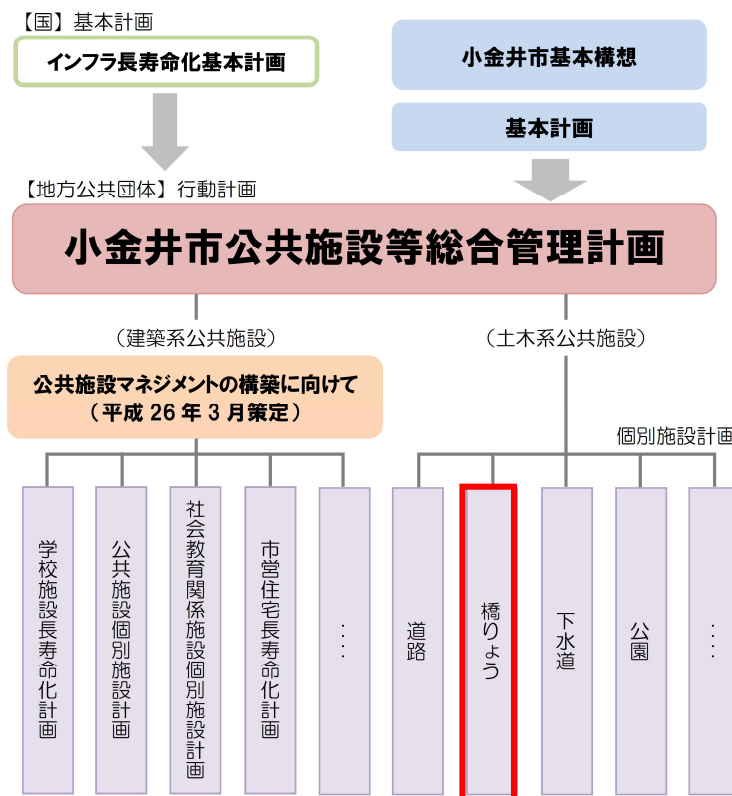 【国】基本計画
インフラ長寿命化基本計画
小金井市基本構想
基本計画
【地方公共団体】行動計画
小金井市公共施設等総合管理計画
（建築系公共施設）
（土木系公共施設）
公共施設マネジメントの構築に向けて
（平成 26 年 3 月策定）
個別施設計画
学校施設長寿命化計画
公共施設個別施設計画
社会教育関係施設個別施設計画
市営住宅長寿命化計画
‥‥
道路
橋りょう
下水道
公園
‥‥